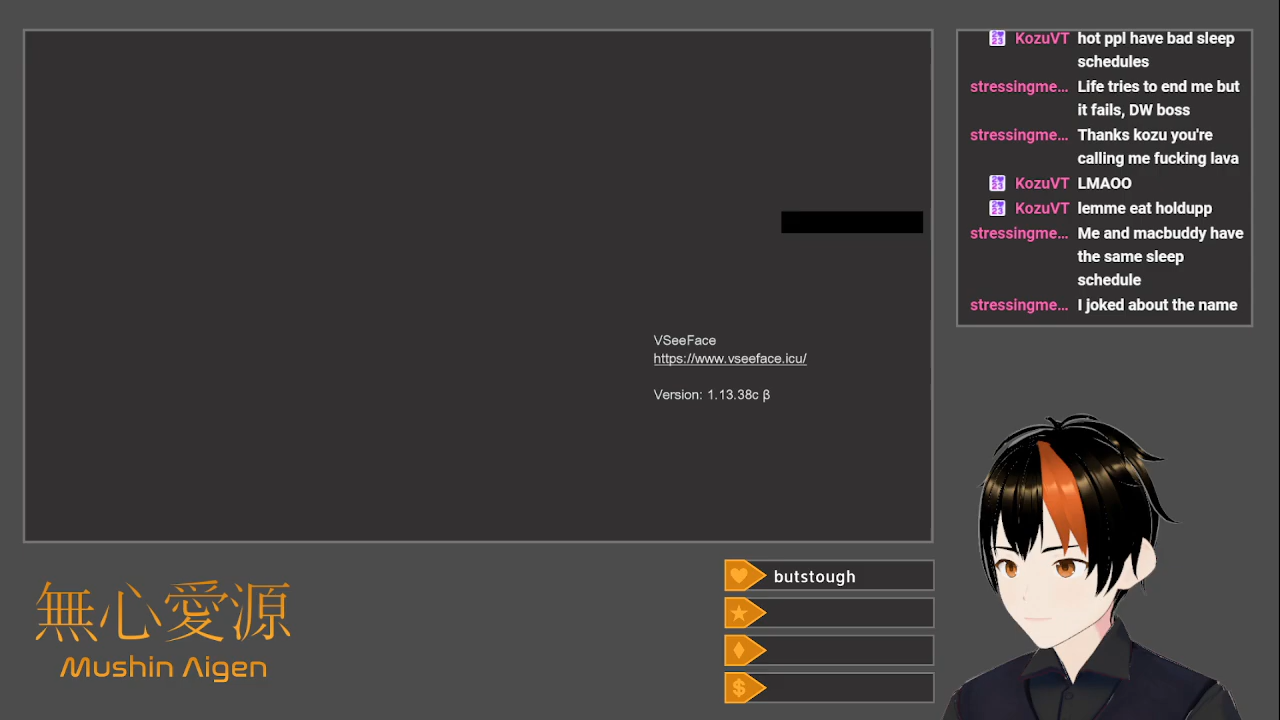 KozuVT hot ppl have bad sleep
schedules
stressingme… Life tries to end me but
it fails, DW boss
stressingme… Thanks kozu you're
calling me fucking lava
KozuVT LMAOO
KozuVT lemme eat holdupp
stressingme… Me and macbuddy have
the same sleep
schedule
stressingme… I joked about the name
VSeeFace
https://www.vseeface.icu/
Version: 1.13.38c β
butstough
無心愛源
Mushin Aigen